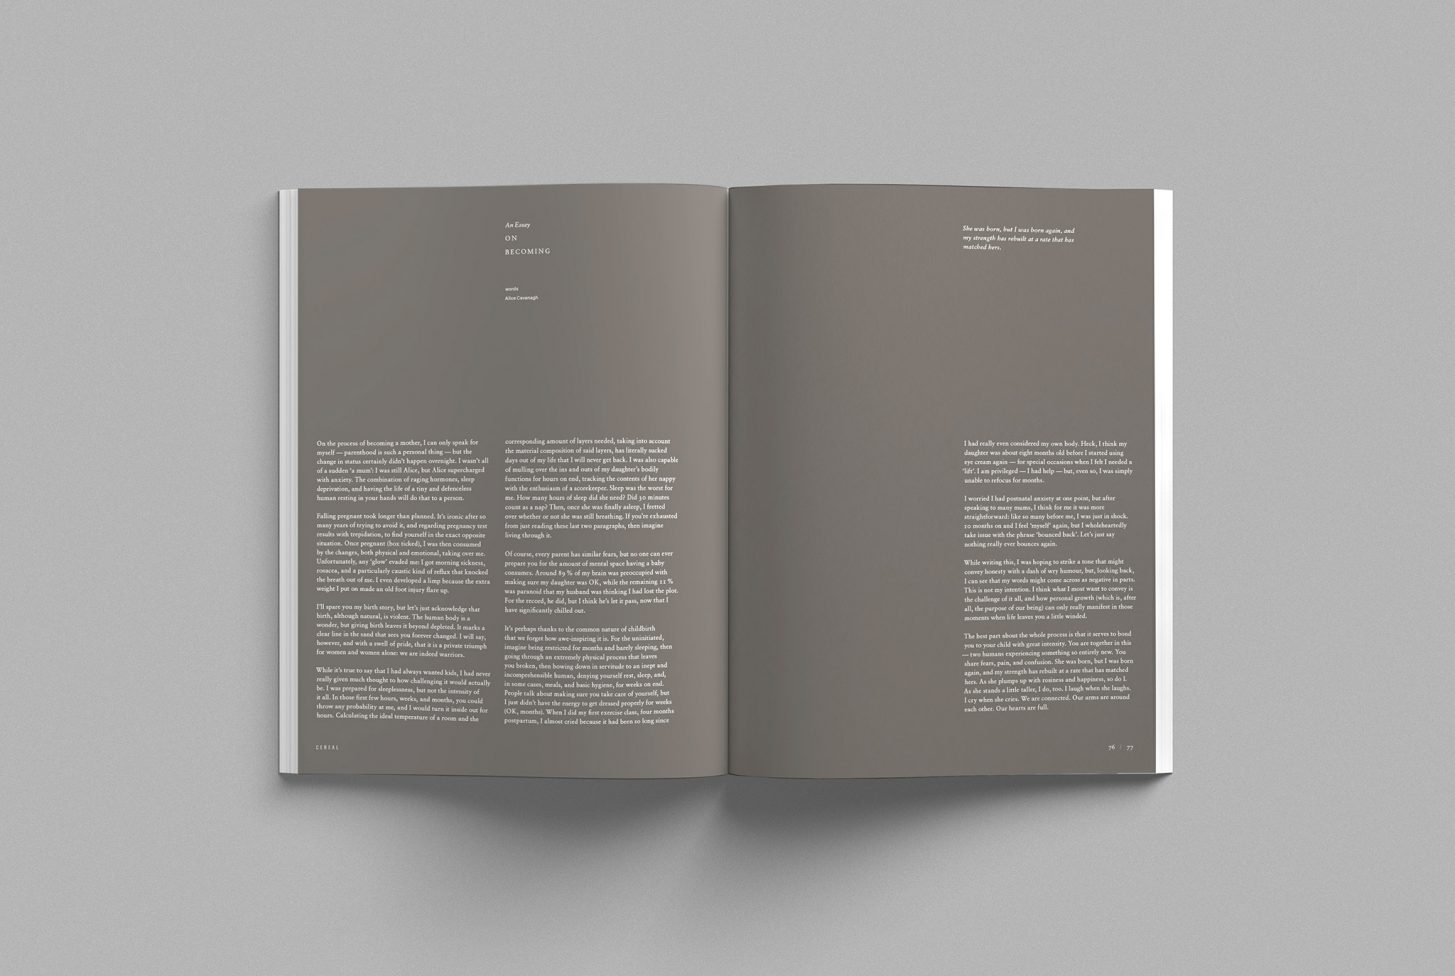 An Essay
ON
BECOMING
words
Alice Cavanagh
On the process of becoming a mother, I can only speak for
myself — parenthood is such a personal thing — but the
change in status certainly didn't happen overnight. I wasn't all
of a sudden 'a mum': I was still Alice, but Alice supercharged
with anxiety. The combination of raging hormones, sleep
deprivation, and having the life of a tiny and defenceless
human resting in your hands will do that to a person.
Falling pregnant took longer than planned. It's ironic after so
many years of trying to avoid it, and regarding pregnancy test
results with trepidation, to find yourself in the exact opposite
situation. Once pregnant (box ticked), I was then consumed
by the changes, both physical and emotional, taking over me.
Unfortunately, any 'glow' evaded me: I got morning sickness,
rosacea, and a particularly caustic kind of reflux that knocked
the breath out of me. I even developed a limp because the extra
weight I put on made an old foot injury flare up.
I'll spare you my birth story, but let's just acknowledge that
birth, although natural, is violent. The human body is a
wonder, but giving birth leaves it beyond depleted. It marks a
clear line in the sand that sees you forever changed. I will say,
however, and with a swell of pride, that it is a private triumph
for women and women alone: we are indeed warriors.
While it's true to say that I had always wanted kids, I had never
really given much thought to how challenging it would actually
be. I was prepared for sleeplessness, but not the intensity of
it all. In those first few hours, weeks, and months, you could
throw any probability at me, and I would turn it inside out for
hours. Calculating the ideal temperature of a room and the
corresponding amount of layers needed, taking into account
the material composition of said layers, has literally sucked
days out of my life that I will never get back. I was also capable
of mulling over the ins and outs of my daughter's bodily
functions for hours on end, tracking the contents of her nappy
with the enthusiasm of a scorekeeper. Sleep was the worst for
me. How many hours of sleep did she need? Did 30 minutes
count as a nap? Then, once she was finally asleep, I fretted
over whether or not she was still breathing. If you're exhausted
from just reading these last two paragraphs, then imagine
living through it.
Of course, every parent has similar fears, but no one can ever
prepare you for the amount of mental space having a baby
consumes. Around 89 % of my brain was preoccupied with
making sure my daughter was OK, while the remaining 11 %
was paranoid that my husband was thinking I had lost the plot.
For the record, he did, but I think he's let it pass, now that I
have significantly chilled out.
It's perhaps thanks to the common nature of childbirth
that we forget how awe-inspiring it is. For the uninitiated,
imagine being restricted for months and barely sleeping, then
going through an extremely physical process that leaves
you broken, then bowing down in servitude to an inept and
incomprehensible human, denying yourself rest, sleep, and,
in some cases, meals, and basic hygiene, for weeks on end.
People talk about making sure you take care of yourself, but
I just didn't have the energy to get dressed properly for weeks
(OK, months). When I did my first exercise class, four months
postpartum, I almost cried because it had been so long since
CEREAL
She was born, but I was born again, and
my strength has rebuilt at a rate that has
matched hers.
I had really even considered my own body. Heck, I think my
daughter was about eight months old before I started using
eye cream again — for special occasions when I felt I needed a
'lift'. I am privileged — I had help — but, even so, I was simply
unable to refocus for months.
I worried I had postnatal anxiety at one point, but after
speaking to many mums, I think for me it was more
straightforward: like so many before me, I was just in shock.
10 months on and I feel 'myself' again, but I wholeheartedly
take issue with the phrase 'bounced back'. Let's just say
nothing really ever bounces again.
While writing this, I was hoping to strike a tone that might
convey honesty with a dash of wry humour, but, looking back,
I can see that my words might come across as negative in parts.
This is not my intention. I think what I most want to convey is
the challenge of it all, and how personal growth (which is, after
all, the purpose of our being) can only really manifest in those
moments when life leaves you a little winded.
The best part about the whole process is that it serves to bond
you to your child with great intensity. You are together in this
— two humans experiencing something so entirely new. You
share fears, pain, and confusion. She was born, but I was born
again, and my strength has rebuilt at a rate that has matched
hers. As she plumps up with rosiness and happiness, so do I.
As she stands a little taller, I do, too. I laugh when she laughs.
I cry when she cries. We are connected. Our arms are around
each other. Our hearts are full.
76 | 77